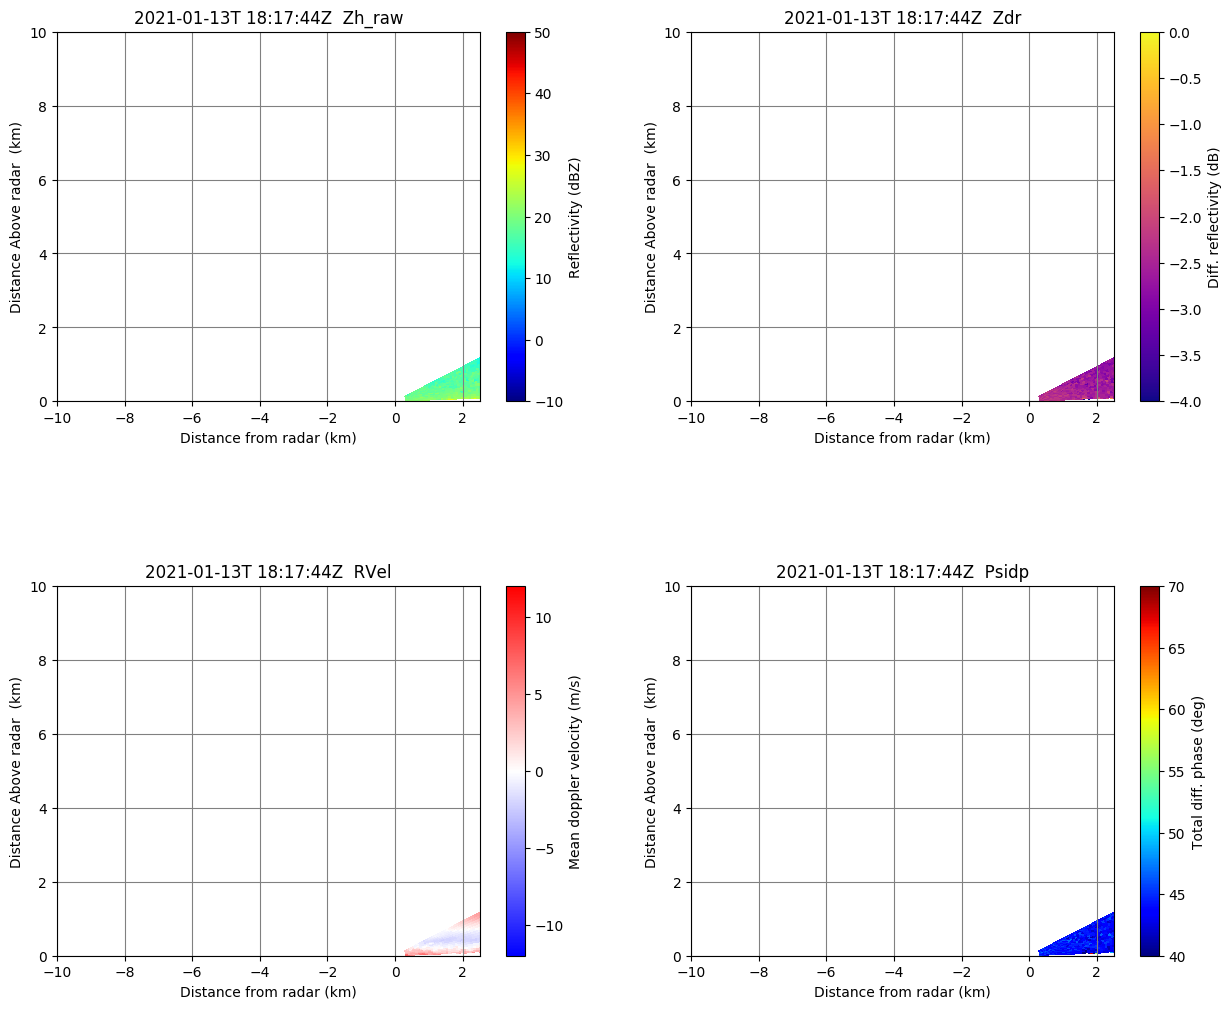 2021-01-13T 18:17:44Z  Zh_raw
10
8
6
4
2
0
Distance Above radar  (km)
−10 −8 −6 −4 −2 0 2
Distance from radar (km)
50
40
30
20
10
0
−10
Reflectivity (dBZ)
2021-01-13T 18:17:44Z  Zdr
10
8
6
4
2
0
Distance Above radar  (km)
−10 −8 −6 −4 −2 0 2
Distance from radar (km)
0.0
−0.5
−1.0
−1.5
−2.0
−2.5
−3.0
−3.5
−4.0
Diff. reflectivity (dB)
2021-01-13T 18:17:44Z  RVel
10
8
6
4
2
0
Distance Above radar  (km)
−10 −8 −6 −4 −2 0 2
Distance from radar (km)
10
5
0
−5
−10
Mean doppler velocity (m/s)
2021-01-13T 18:17:44Z  Psidp
10
8
6
4
2
0
Distance Above radar  (km)
−10 −8 −6 −4 −2 0 2
Distance from radar (km)
70
65
60
55
50
45
40
Total diff. phase (deg)